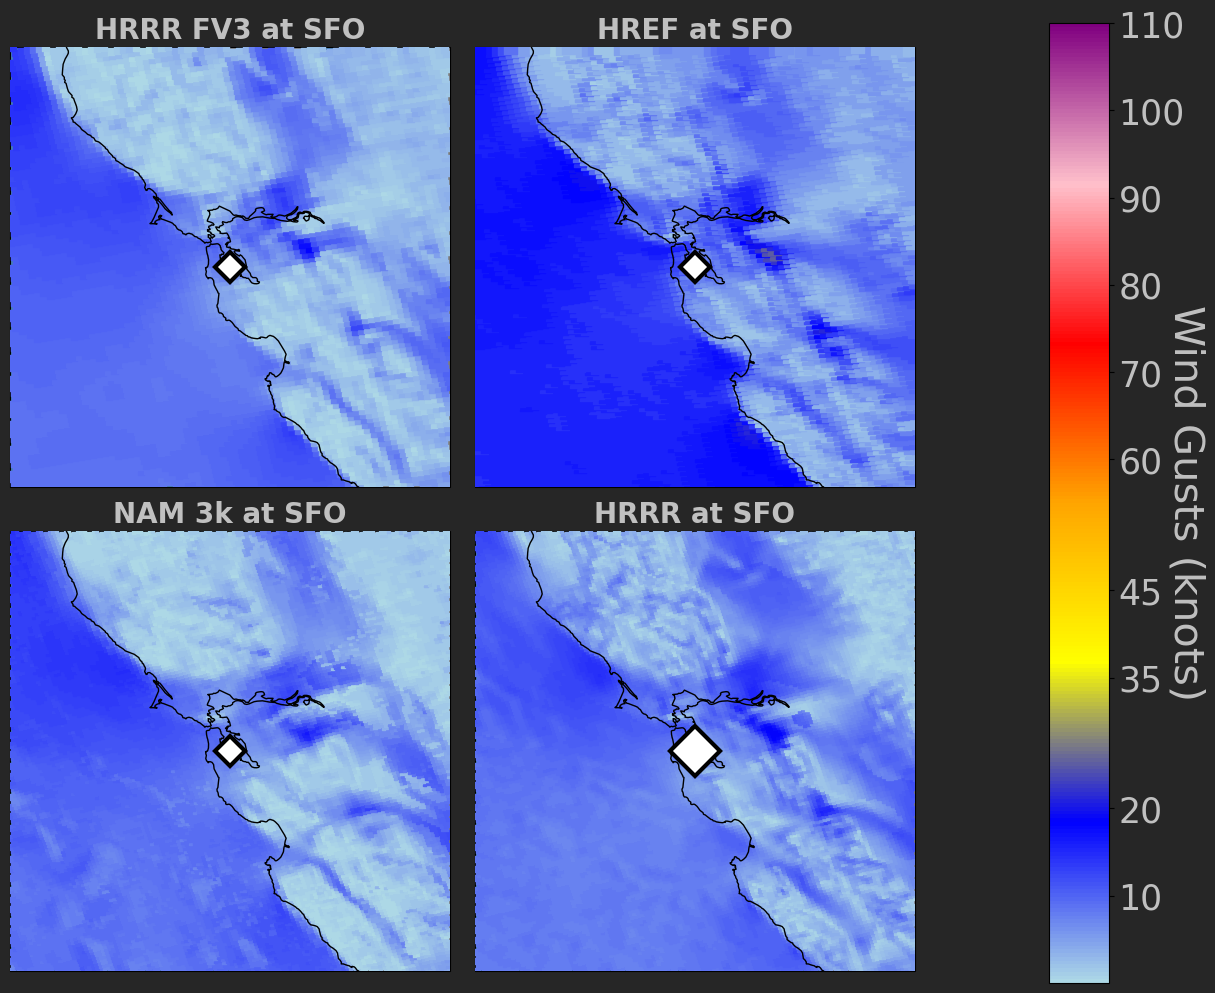 HRRR FV3 at SFO
HREF at SFO
NAM 3k at SFO
HRRR at SFO
110
100
90
80
70
60
45
35
20
10
Wind Gusts (knots)